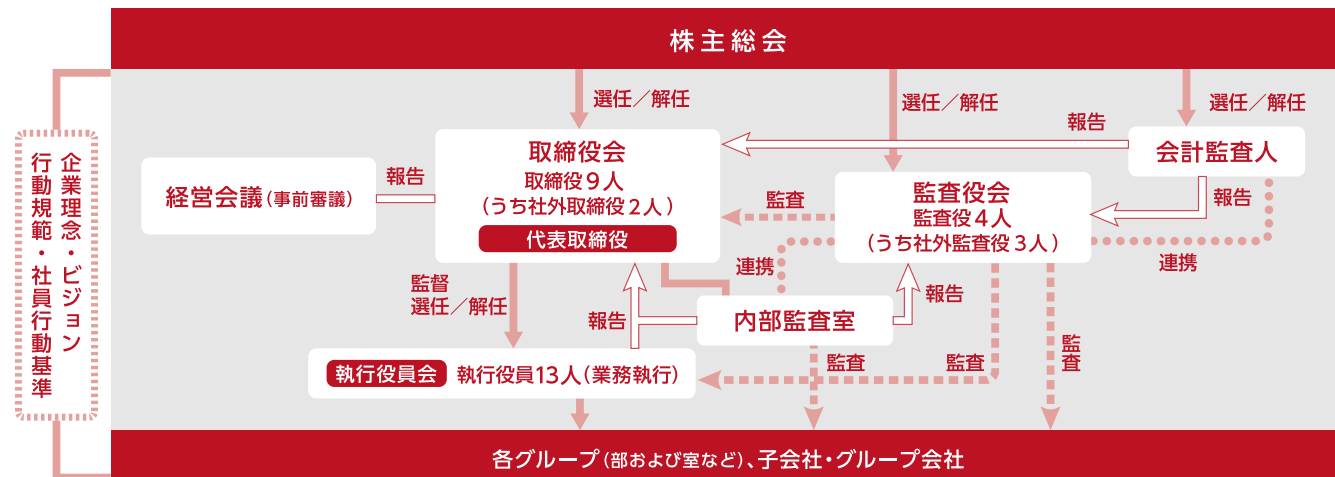 株主総会
企業理念・ビジョン
行動規範・社員行動基準
選任／解任
選任／解任
選任／解任
報告
会計監査人
取締役会
取締役9人
（うち社外取締役2人）
代表取締役
経営会議（事前審議）
報告
監査役会
監査役4人
（うち社外監査役3人）
監査
報告
連携
連携
監督
選任／解任
報告
内部監査室
報告
執行役員会 執行役員13人（業務執行）
監査
監査
監査
各グループ（部および室など）、子会社・グループ会社